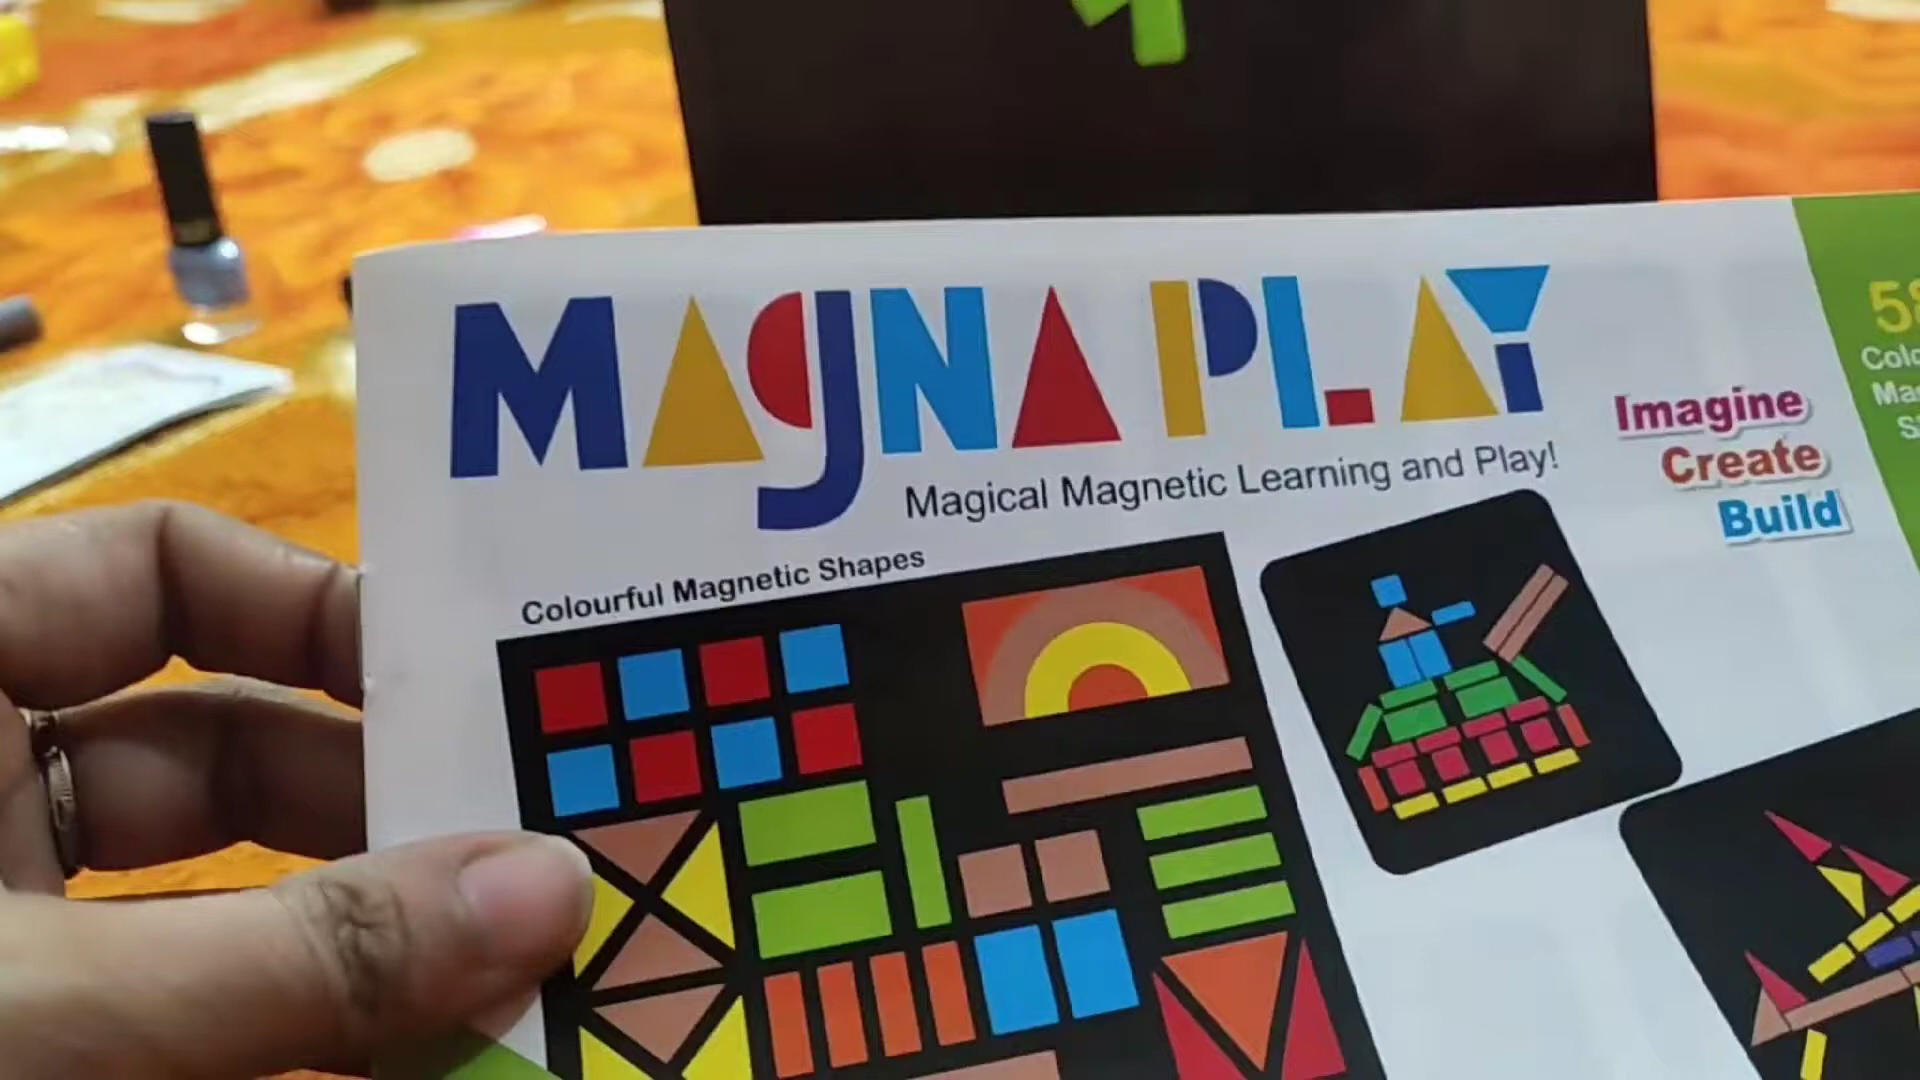 MAGNA PLAY
Magical Magnetic Learning and Play!
Imagine
Create
Build
Colourful Magnetic Shapes